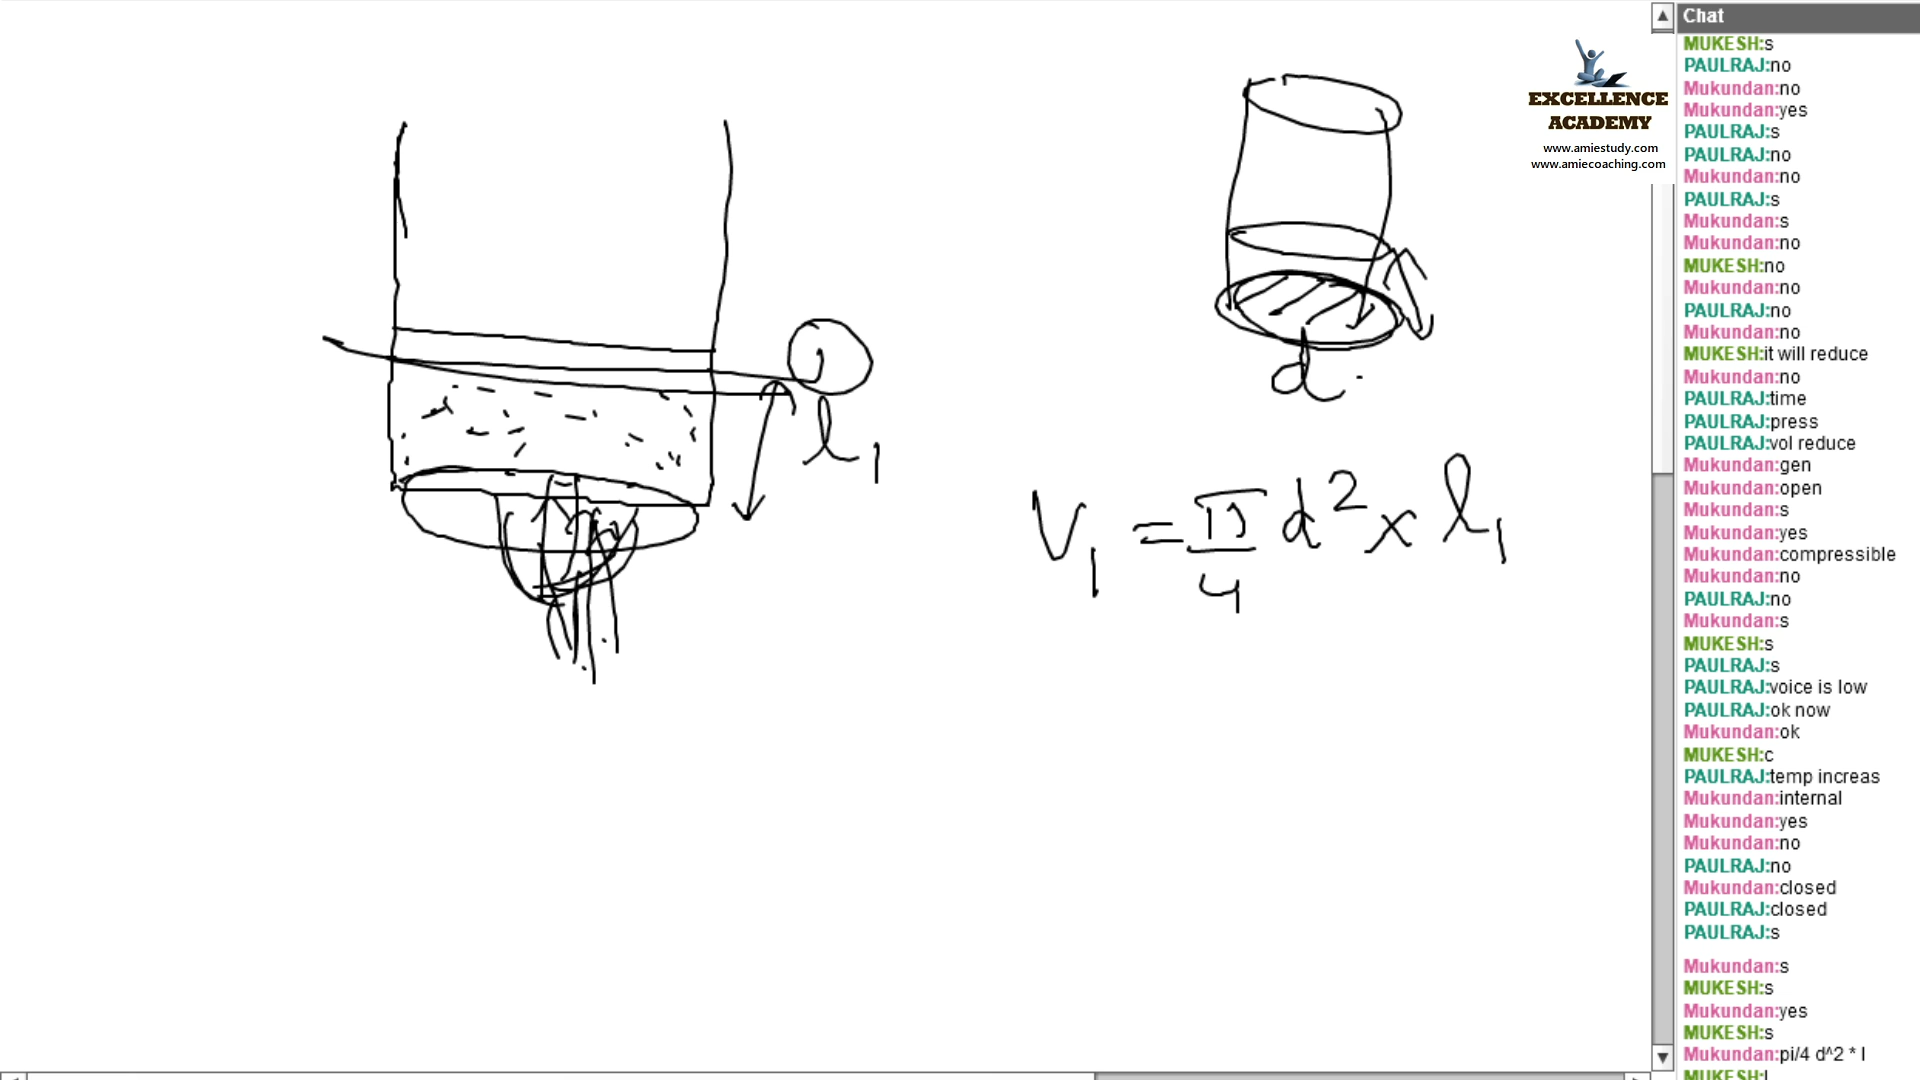 l1
d
V1 = π/4 d² x l1
EXCELLENCE
ACADEMY
www.amiestudy.com
www.amiecoaching.com
Chat
MUKESH:s
PAULRAJ:no
Mukundan:no
Mukundan:yes
PAULRAJ:s
PAULRAJ:no
Mukundan:no
PAULRAJ:s
Mukundan:s
Mukundan:no
MUKESH:no
Mukundan:no
PAULRAJ:no
Mukundan:no
MUKESH:it will reduce
Mukundan:no
PAULRAJ:time
PAULRAJ:press
PAULRAJ:vol reduce
Mukundan:gen
Mukundan:open
Mukundan:s
Mukundan:yes
Mukundan:compressible
Mukundan:no
PAULRAJ:no
Mukundan:s
MUKESH:s
PAULRAJ:s
PAULRAJ:voice is low
PAULRAJ:ok now
Mukundan:ok
MUKESH:c
PAULRAJ:temp increas
Mukundan:internal
Mukundan:yes
Mukundan:no
PAULRAJ:no
Mukundan:closed
PAULRAJ:closed
PAULRAJ:s
Mukundan:s
MUKESH:s
Mukundan:yes
MUKESH:s
Mukundan:pi/4 d^2 * l
MUKESH: